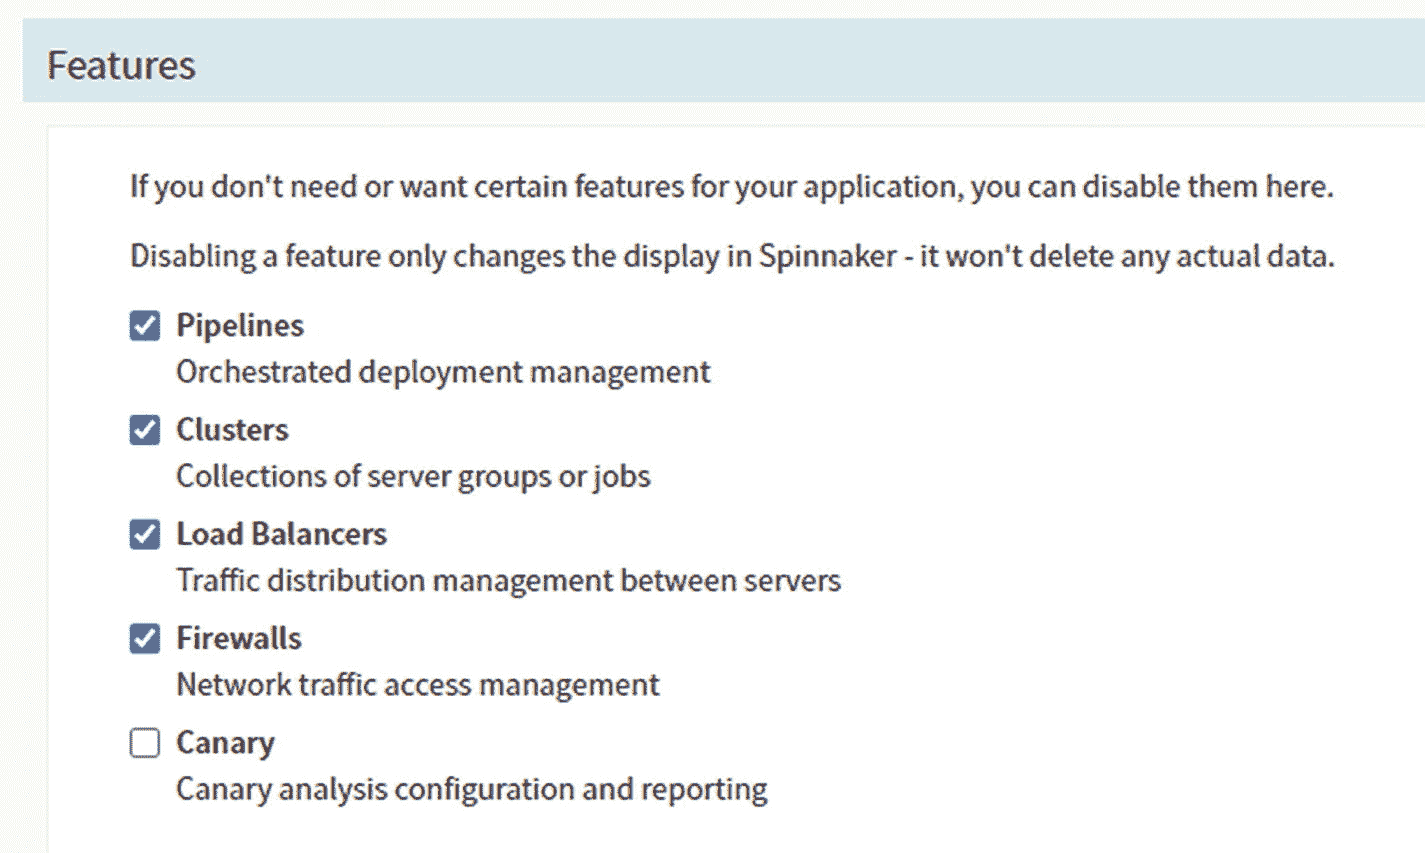 Features
If you don't need or want certain features for your application, you can disable them here.
Disabling a feature only changes the display in Spinnaker - it won't delete any actual data.
Pipelines
Orchestrated deployment management
Clusters
Collections of server groups or jobs
Load Balancers
Traffic distribution management between servers
Firewalls
Network traffic access management
Canary
Canary analysis configuration and reporting